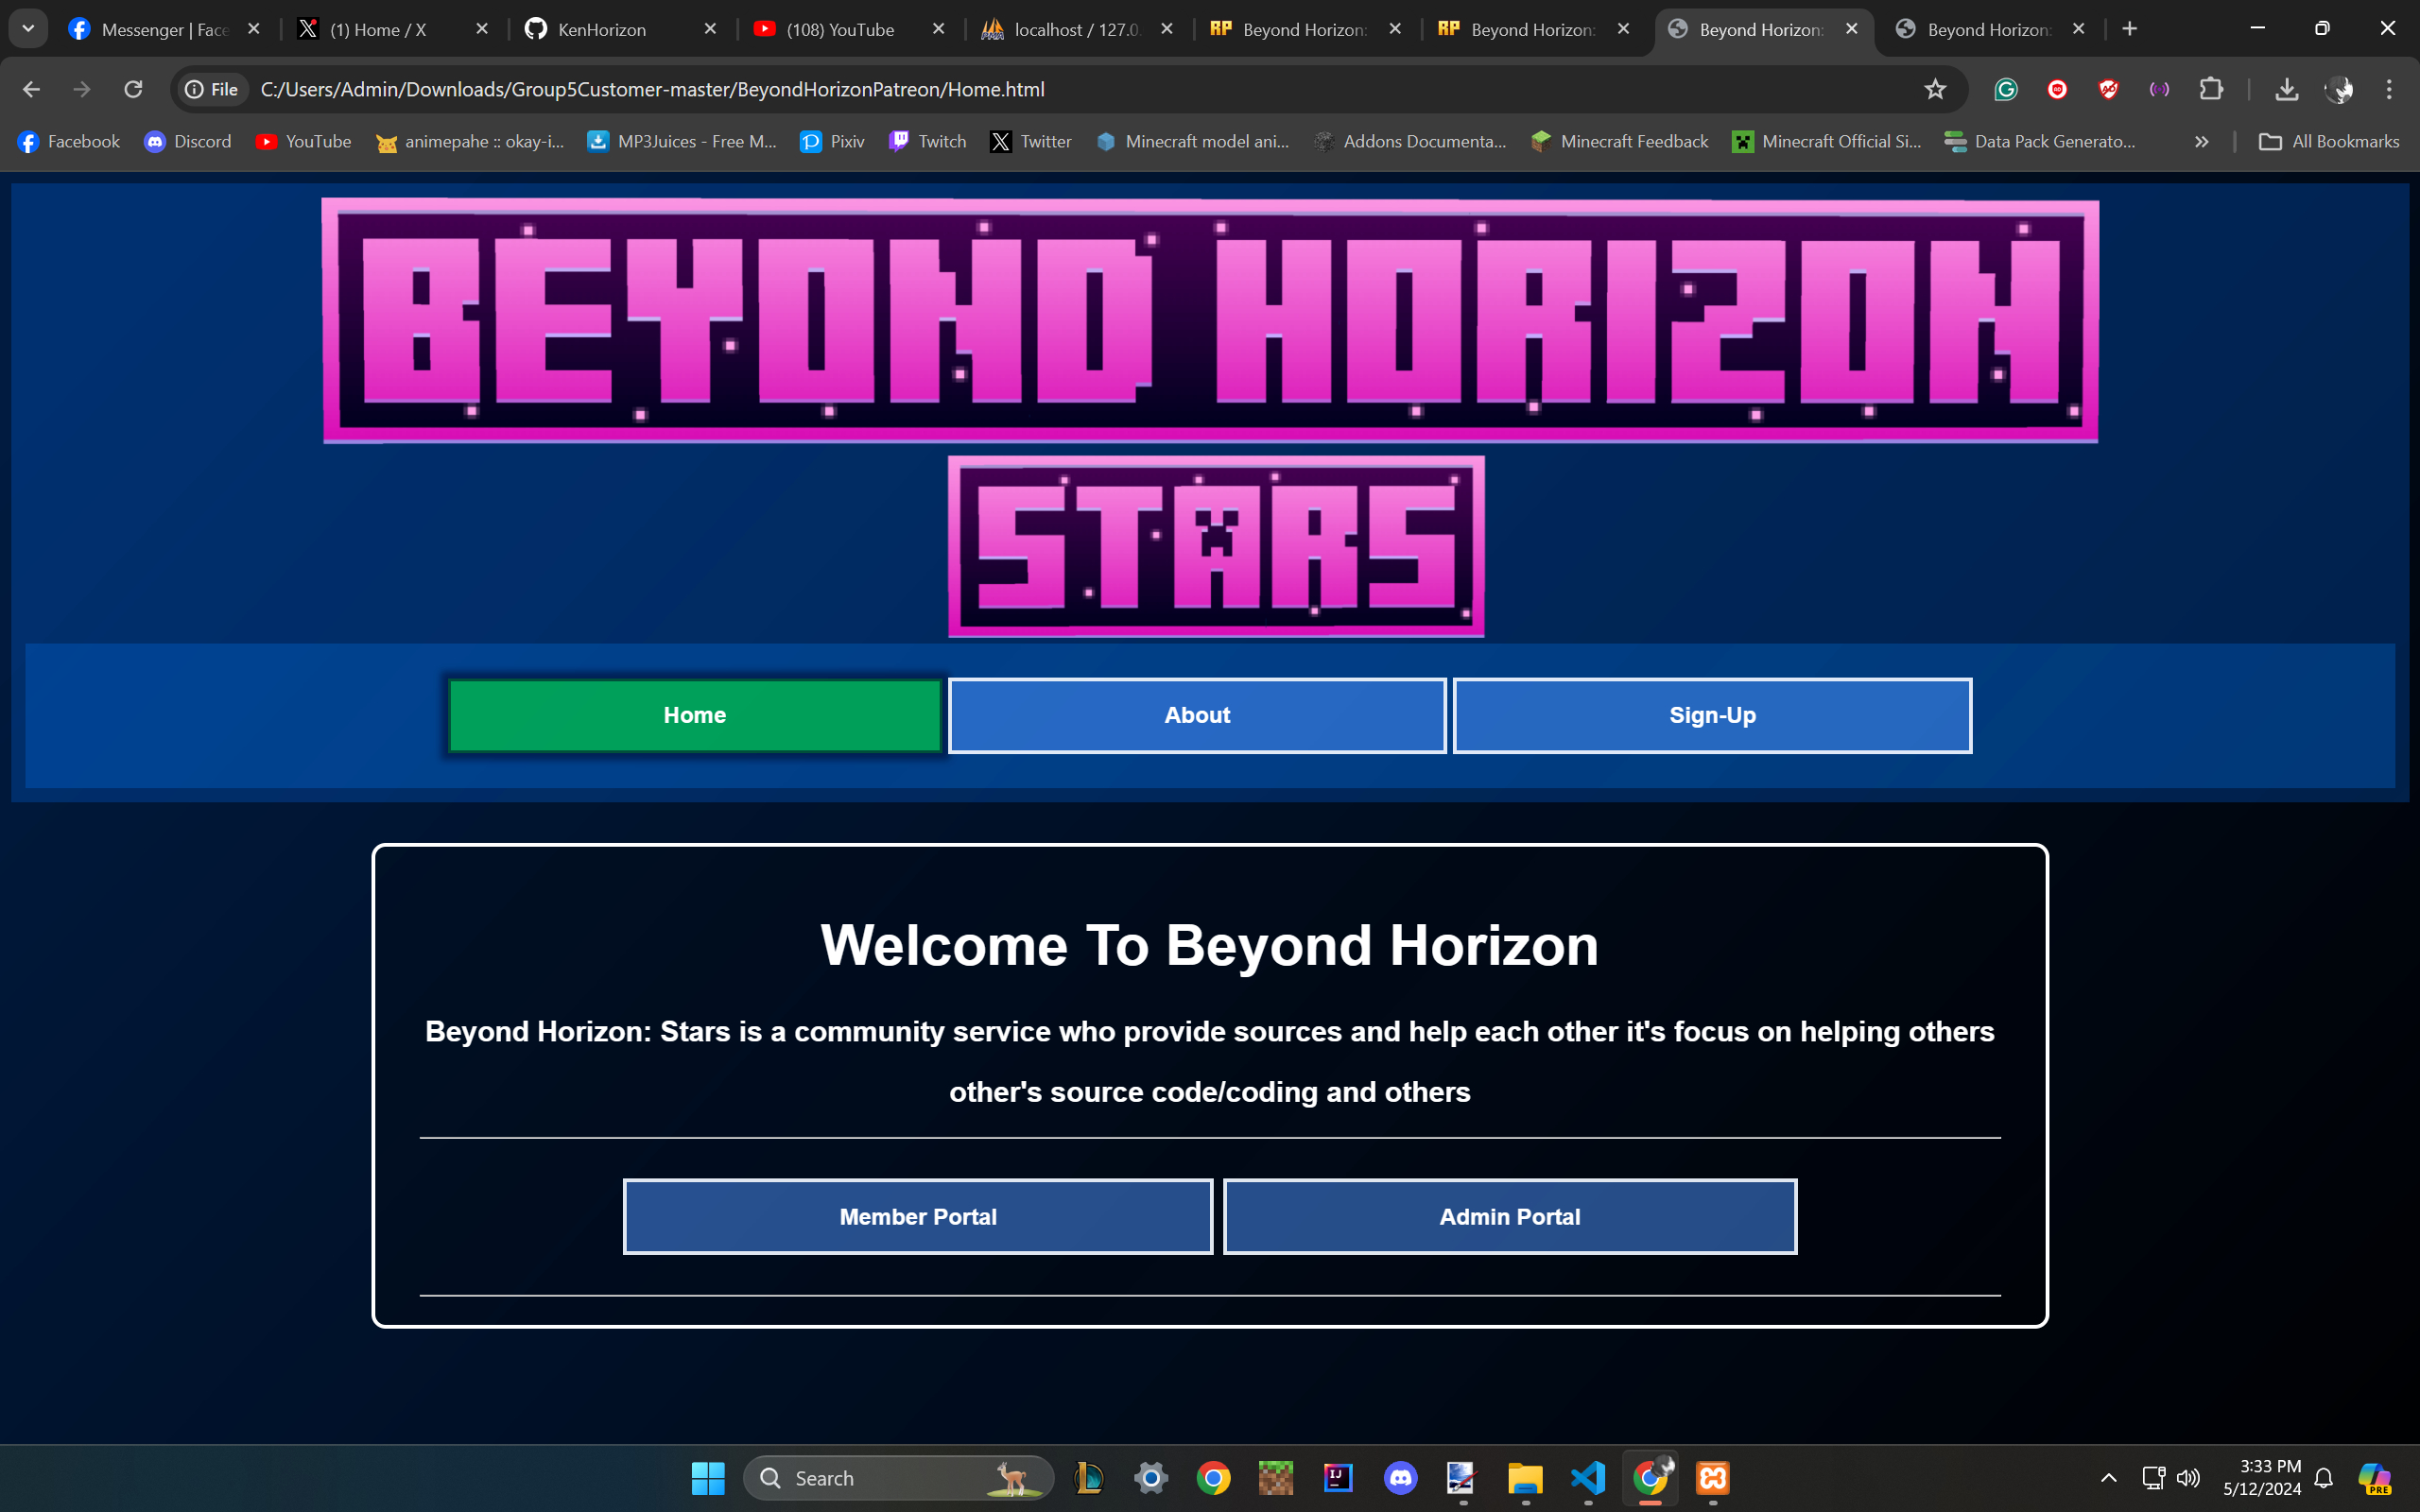 Messenger | Face
(1) Home / X
KenHorizon
(108) YouTube
localhost / 127.0.
Beyond Horizon:
Beyond Horizon:
Beyond Horizon:
Beyond Horizon:
File
C:/Users/Admin/Downloads/Group5Customer-master/BeyondHorizonPatreon/Home.html
Facebook
Discord
YouTube
animepahe :: okay-i...
MP3Juices - Free M...
Pixiv
Twitch
Twitter
Minecraft model ani...
Addons Documenta...
Minecraft Feedback
Minecraft Official Si...
Data Pack Generato...
All Bookmarks
BEYOND HORIZON
STARS
Home
About
Sign-Up
Welcome To Beyond Horizon
Beyond Horizon: Stars is a community service who provide sources and help each other it's focus on helping others
other's source code/coding and others
Member Portal
Admin Portal
Search
3:33 PM
5/12/2024
PRE